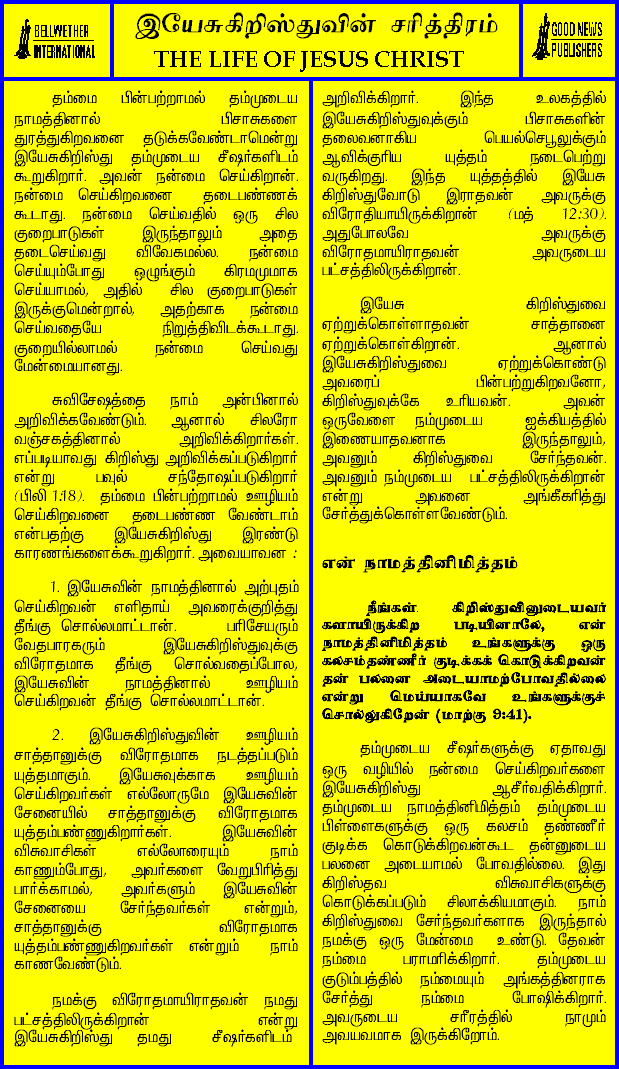 BELLWETHER
INTERNATIONAL
இயேசுகிறிஸ்துவின் சரித்திரம்
THE LIFE OF JESUS CHRIST
GOOD NEWS
PUBLISHERS
தம்மை பின்பற்றாமல் தம்முடைய
நாமத்தினால் பிசாசுகளை
துரத்துகிறவனை தடுக்கவேண்டாமென்று
இயேசுகிறிஸ்து தம்முடைய சீஷர்களிடம்
கூறுகிறார். அவன் நன்மை செய்கிறான்.
நன்மை செய்கிறவனை தடைபண்ணக்
கூடாது. நன்மை செய்வதில் ஒரு சில
குறைபாடுகள் இருந்தாலும் அதை
தடைசெய்வது விவேகமல்ல. நன்மை
செய்யும்போது ஒழுங்கும் கிரமமுமாக
செய்யாமல், அதில் சில குறைபாடுகள்
இருக்குமென்றால், அதற்காக நன்மை
செய்வதையே நிறுத்திவிடக்கூடாது.
குறையில்லாமல் நன்மை செய்வது
மேன்மையானது.
சுவிசேஷத்தை நாம் அன்பினால்
அறிவிக்கவேண்டும். ஆனால் சிலரோ
வஞ்சகத்தினால் அறிவிக்கிறார்கள்.
எப்படியாவது கிறிஸ்து அறிவிக்கப்படுகிறார்
என்று பவுல் சந்தோஷப்படுகிறார்
(பிலி 1:18). தம்மை பின்பற்றாமல் ஊழியம்
செய்கிறவனை தடைபண்ண வேண்டாம்
என்பதற்கு இயேசுகிறிஸ்து இரண்டு
காரணங்களைக்கூறுகிறார். அவையாவன :
1. இயேசுவின் நாமத்தினால் அற்புதம்
செய்கிறவன் எளிதாய் அவரைக்குறித்து
தீங்கு சொல்லமாட்டான். பரிசேயரும்
வேதபாரகரும் இயேசுகிறிஸ்துவுக்கு
விரோதமாக தீங்கு சொல்வதைப்போல,
இயேசுவின் நாமத்தினால் ஊழியம்
செய்கிறவன் தீங்கு சொல்லமாட்டான்.
2. இயேசுகிறிஸ்துவின் ஊழியம்
சாத்தானுக்கு விரோதமாக நடத்தப்படும்
யுத்தமாகும். இயேசுவுக்காக ஊழியம்
செய்கிறவர்கள் எல்லோருமே இயேசுவின்
சேனையில் சாத்தானுக்கு விரோதமாக
யுத்தம்பண்ணுகிறார்கள். இயேசுவின்
விசுவாசிகள் எல்லோரையும் நாம்
காணும்போது, அவர்களை வேறுபிரித்து
பார்க்காமல், அவர்களும் இயேசுவின்
சேனையை சேர்ந்தவர்கள் என்றும்,
சாத்தானுக்கு விரோதமாக
யுத்தம்பண்ணுகிறவர்கள் என்றும் நாம்
காணவேண்டும்.
நமக்கு விரோதமாயிராதவன் நமது
பட்சத்திலிருக்கிறான் என்று
இயேசுகிறிஸ்து தமது சீஷர்களிடம்
அறிவிக்கிறார். இந்த உலகத்தில்
இயேசுகிறிஸ்துவுக்கும் பிசாசுகளின்
தலைவனாகிய பெயல்செபூலுக்கும்
ஆவிக்குரிய யுத்தம் நடைபெற்று
வருகிறது. இந்த யுத்தத்தில் இயேசு
கிறிஸ்துவோடு இராதவன் அவருக்கு
விரோதியாயிருக்கிறான் (மத் 12:30).
அதுபோலவே அவருக்கு
விரோதமாயிராதவன் அவருடைய
பட்சத்திலிருக்கிறான்.
இயேசு கிறிஸ்துவை
ஏற்றுக்கொள்ளாதவன் சாத்தானை
ஏற்றுக்கொள்கிறான். ஆனால்
இயேசுகிறிஸ்துவை ஏற்றுக்கொண்டு
அவரைப் பின்பற்றுகிறவனோ,
கிறிஸ்துவுக்கே உரியவன். அவன்
ஒருவேளை நம்முடைய ஐக்கியத்தில்
இணையாதவனாக இருந்தாலும்,
அவனும் கிறிஸ்துவை சேர்ந்தவன்.
அவனும் நம்முடைய பட்சத்திலிருக்கிறான்
என்று அவனை அங்கீகரித்து
சேர்த்துக்கொள்ளவேண்டும்.
என் நாமத்தினிமித்தம்
நீங்கள் கிறிஸ்துவினுடையவர்
களாயிருக்கிற படியினாலே, என்
நாமத்தினிமித்தம் உங்களுக்கு ஒரு
கலசம்தண்ணீர் குடிக்கக் கொடுக்கிறவன்
தன் பலனை அடையாமற்போவதில்லை
என்று மெய்யாகவே உங்களுக்குச்
சொல்லுகிறேன் (மாற்கு 9:41).
தம்முடைய சீஷர்களுக்கு ஏதாவது
ஒரு வழியில் நன்மை செய்கிறவர்களை
இயேசுகிறிஸ்து ஆசீர்வதிக்கிறார்.
தம்முடைய நாமத்தினிமித்தம் தம்முடைய
பிள்ளைகளுக்கு ஒரு கலசம் தண்ணீர்
குடிக்க கொடுக்கிறவன்கூட தன்னுடைய
பலனை அடையாமல் போவதில்லை. இது
கிறிஸ்தவ விசுவாசிகளுக்கு
கொடுக்கப்படும் சிலாக்கியமாகும். நாம்
கிறிஸ்துவை சேர்ந்தவர்களாக இருந்தால்
நமக்கு ஒரு மேன்மை உண்டு. தேவன்
நம்மை பராமரிக்கிறார். தம்முடைய
குடும்பத்தில் நம்மையும் அங்கத்தினராக
சேர்த்து நம்மை போஷிக்கிறார்.
அவருடைய சரீரத்தில் நாமும்
அவயவமாக இருக்கிறோம்.